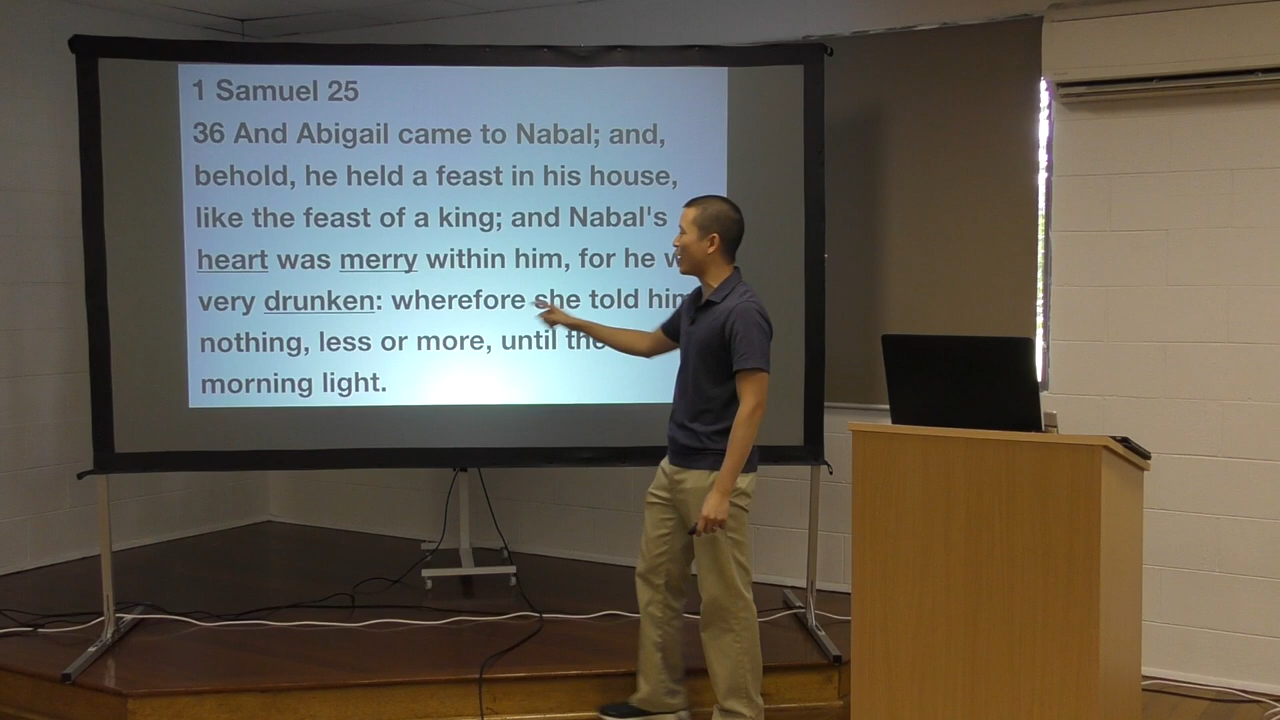 1 Samuel 25
36 And Abigail came to Nabal; and,
behold, he held a feast in his house,
like the feast of a king; and Nabal's
heart was merry within him, for he
very drunken: wherefore she told him
nothing, less or more, until the
morning light.